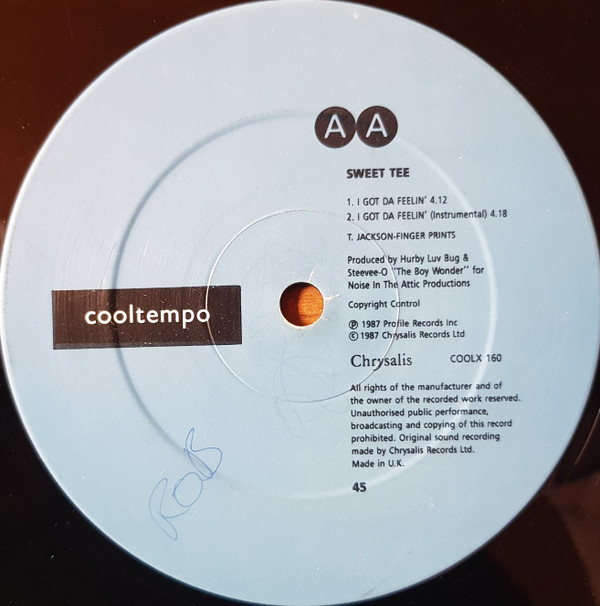 AA
SWEET TEE
1. I GOT DA FEELIN' 4.12
2. I GOT DA FEELIN' (Instrumental) 4.18
T. JACKSON-FINGER PRINTS
Produced by Hurby Luv Bug &
Steevee-O "The Boy Wonder" for
Noise In The Attic Productions
Copyright Control
cooltempo
℗ 1987 Profile Records Inc
© 1987 Chrysalis Records Ltd
Chrysalis COOLX 160
All rights of the manufacturer and of
the owner of the recorded work reserved.
Unauthorised public performance,
broadcasting and copying of this record
prohibited. Original sound recording
made by Chrysalis Records Ltd.
Made in U.K.
45
ROB